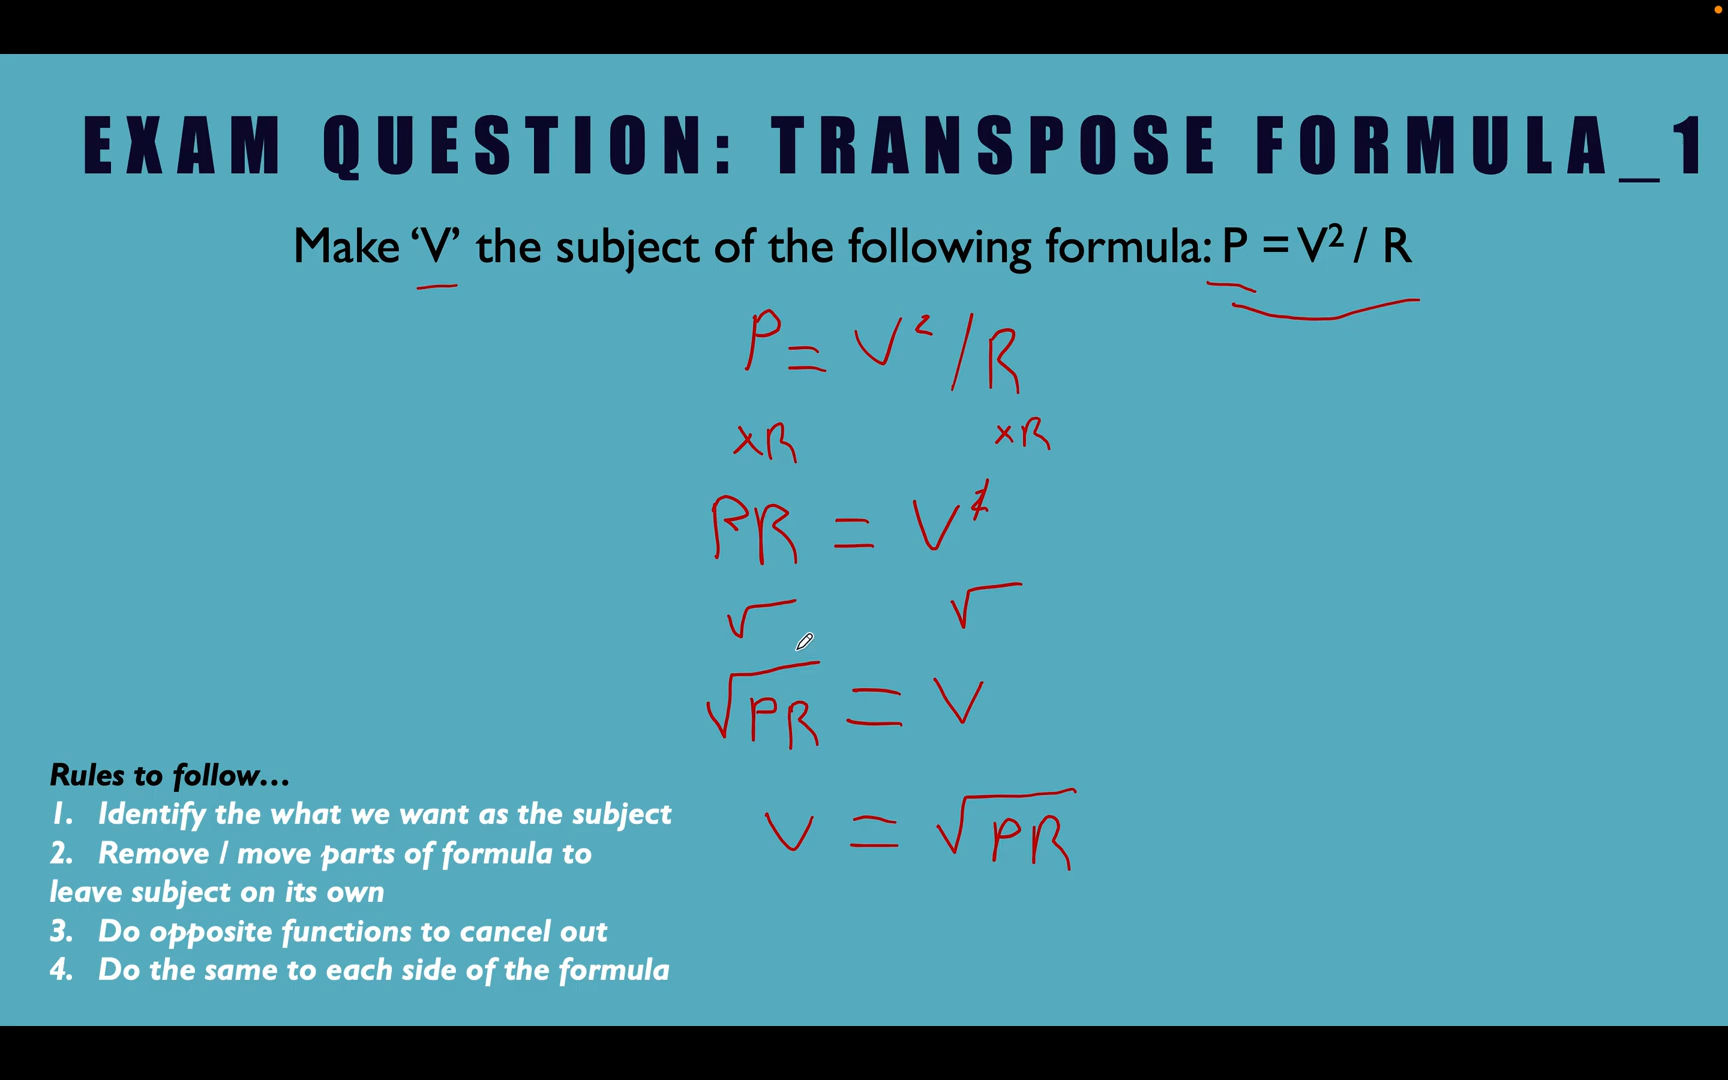 EXAM QUESTION: TRANSPOSE FORMULA_1
Make ‘V’ the subject of the following formula: P = V² / R
P = V² / R
×R ×R
PR = V²
√ √
√PR = V
V = √PR
Rules to follow...
1. Identify the what we want as the subject
2. Remove / move parts of formula to
leave subject on its own
3. Do opposite functions to cancel out
4. Do the same to each side of the formula